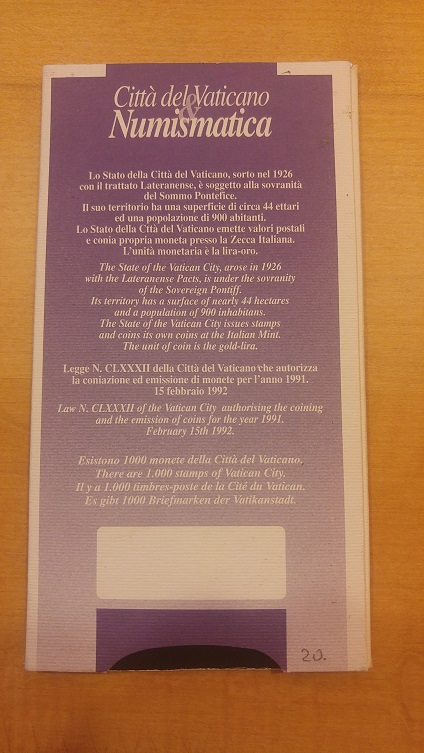 Città del Vaticano
&
Numismatica
Lo Stato della Città del Vaticano, sorto nel 1926
con il trattato Lateranense, è soggetto alla sovranità
del Sommo Pontefice.
Il suo territorio ha una superficie di circa 44 ettari
ed una popolazione di 900 abitanti.
Lo Stato della Cttà del Vaticano emette valori postali
e conia propria moneta presso la Zecca Italiana.
L'unità monetaria è la lira-oro.
The State of the Vatican City, arose in 1926
with the Lateranense Pacts, is under the sovranity
of the Sovereign Pontiff.
Its territory has a surface of nearly 44 hectares
and a population of 900 inhabitans.
The State of the Vatican City issues stamps
and coins its own coins at the Italian Mint.
The unit of coin is the gold-lira.
Legge N. CLXXXII della Città del Vaticano che autorizza
la coniazione ed emissione di monete per l'anno 1991,
15 febbraio 1992
Law N. CLXXXII of the Vatican City authorising the coining
and the emission of coins for the year 1991.
February 15th 1992.
Esistono 1000 monete della Città del Vaticano.
There are 1.000 stamps of Vatican City.
Il y a 1.000 timbres-poste de la Cité du Vatican.
Es gibt 1000 Briefmarken der Vatikanstadt.
20.